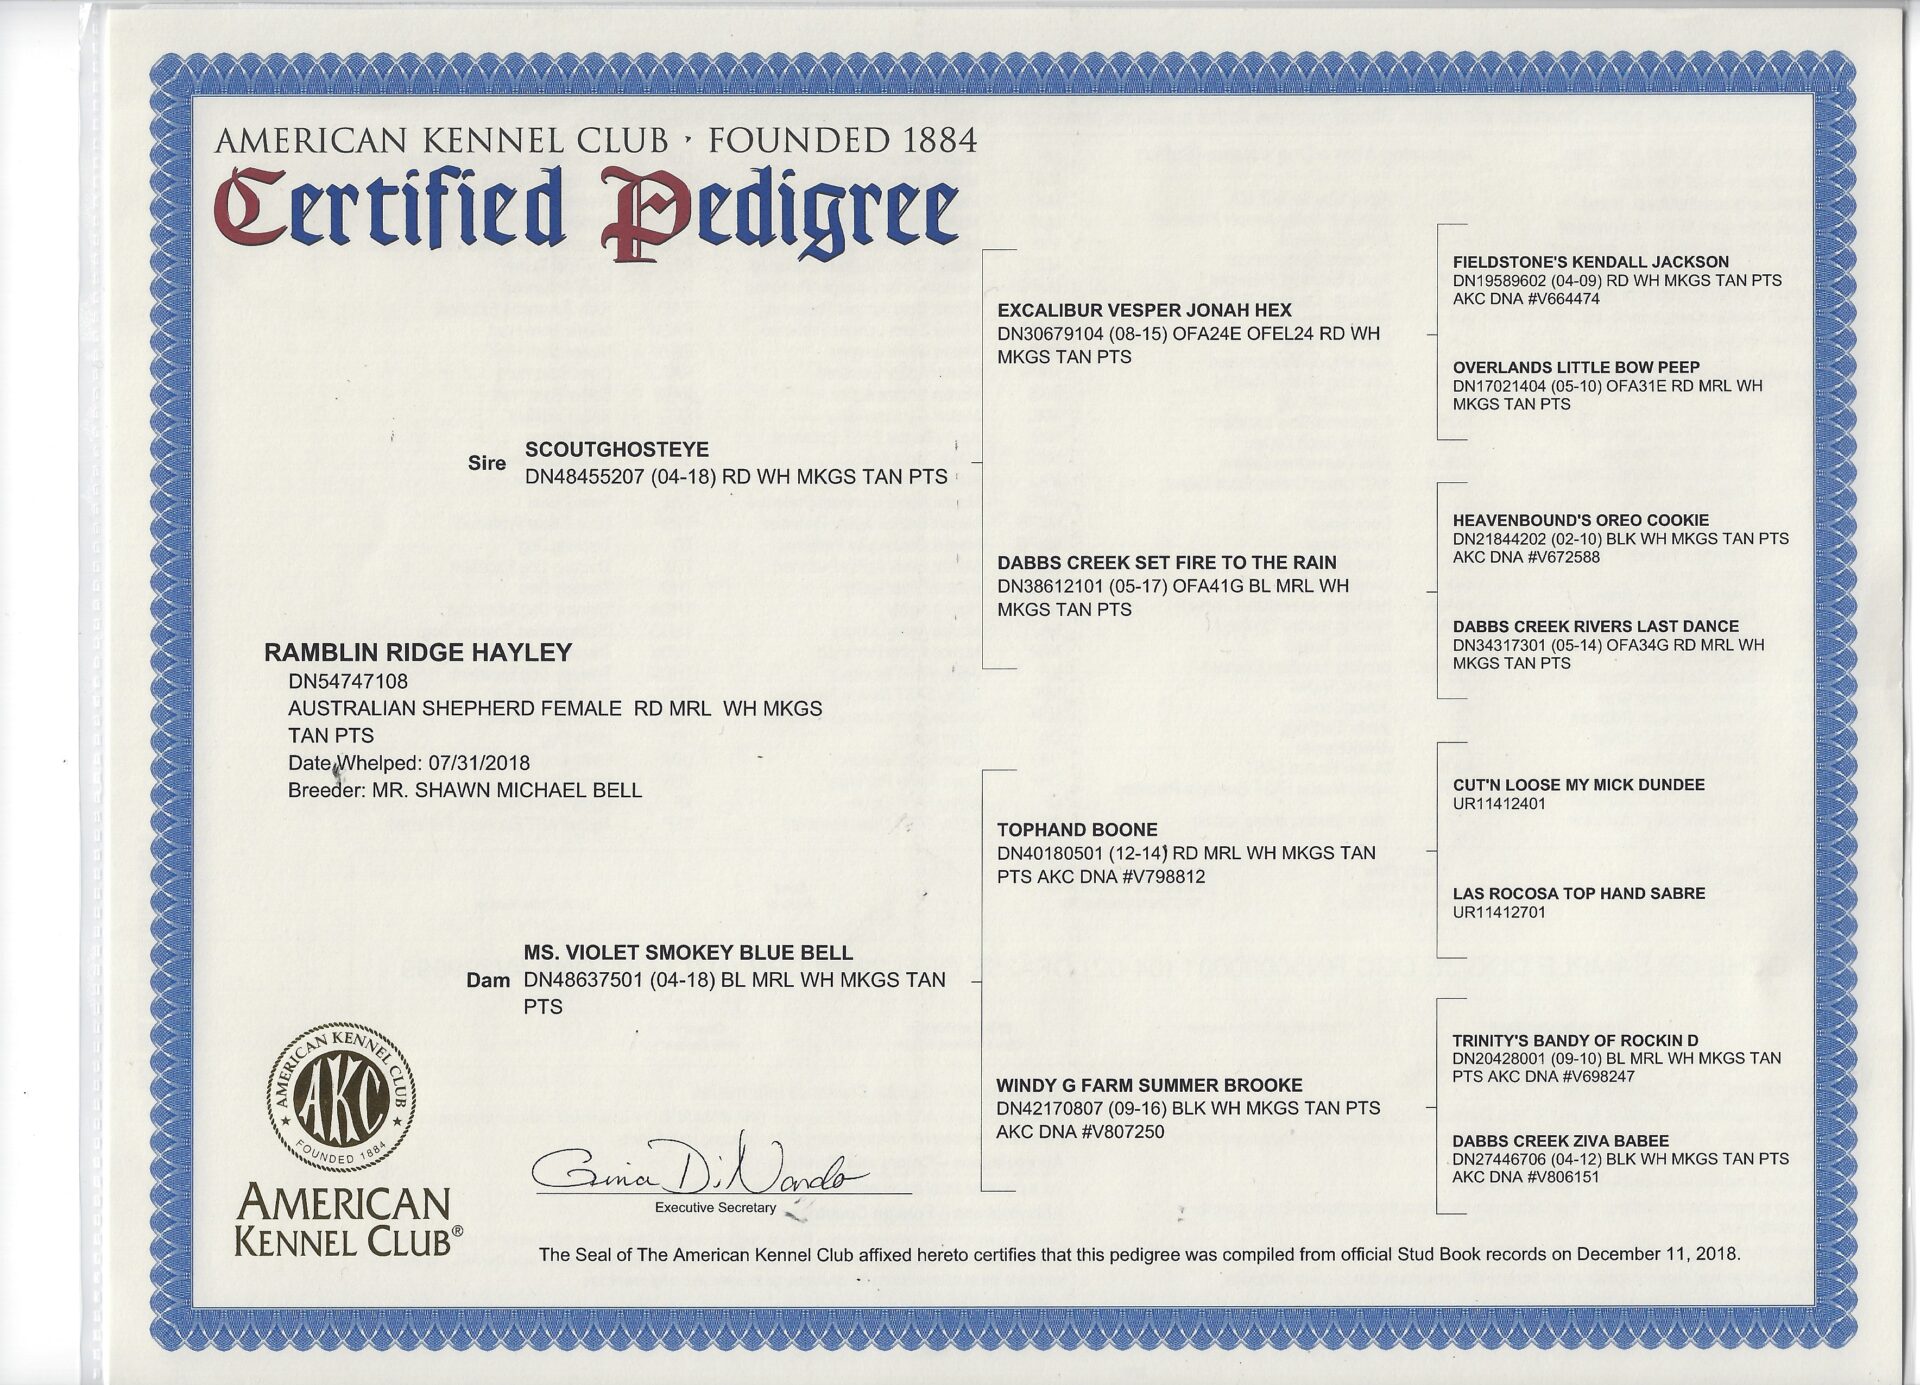 AMERICAN KENNEL CLUB · FOUNDED 1884
Certified Pedigree
FIELDSTONE'S KENDALL JACKSON
DN19589602 (04-09) RD WH MKGS TAN PTS
AKC DNA #V664474
EXCALIBUR VESPER JONAH HEX
DN30679104 (08-15) OFA24E OFEL24 RD WH
MKGS TAN PTS
OVERLANDS LITTLE BOW PEEP
DN17021404 (05-10) OFA31E RD MRL WH
MKGS TAN PTS
Sire
SCOUTGHOSTEYE
DN48455207 (04-18) RD WH MKGS TAN PTS
HEAVENBOUND'S OREO COOKIE
DN21844202 (02-10) BLK WH MKGS TAN PTS
AKC DNA #V672588
DABBS CREEK SET FIRE TO THE RAIN
DN38612101 (05-17) OFA41G BL MRL WH
MKGS TAN PTS
DABBS CREEK RIVERS LAST DANCE
DN34317301 (05-14) OFA34G RD MRL WH
MKGS TAN PTS
RAMBLIN RIDGE HAYLEY
DN54747108
AUSTRALIAN SHEPHERD FEMALE RD MRL WH MKGS
TAN PTS
Date Whelped: 07/31/2018
Breeder: MR. SHAWN MICHAEL BELL
CUT'N LOOSE MY MICK DUNDEE
UR11412401
TOPHAND BOONE
DN40180501 (12-14) RD MRL WH MKGS TAN
PTS AKC DNA #V798812
LAS ROCOSA TOP HAND SABRE
UR11412701
Dam
MS. VIOLET SMOKEY BLUE BELL
DN48637501 (04-18) BL MRL WH MKGS TAN
PTS
TRINITY'S BANDY OF ROCKIN D
DN20428001 (09-10) BL MRL WH MKGS TAN
PTS AKC DNA #V698247
WINDY G FARM SUMMER BROOKE
DN42170807 (09-16) BLK WH MKGS TAN PTS
AKC DNA #V807250
DABBS CREEK ZIVA BABEE
DN27446706 (04-12) BLK WH MKGS TAN PTS
AKC DNA #V806151
AMERICAN KENNEL CLUB
AKC
FOUNDED 1884
AMERICAN
KENNEL CLUB®
Gina DiNardo
Executive Secretary
The Seal of The American Kennel Club affixed hereto certifies that this pedigree was compiled from official Stud Book records on December 11, 2018.